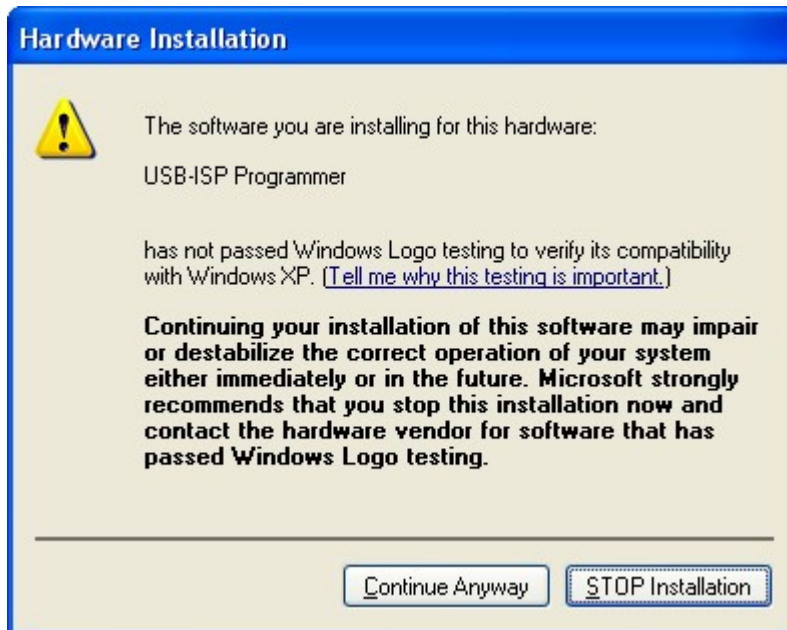 Hardware Installation
The software you are installing for this hardware:
USB-ISP Programmer
has not passed Windows Logo testing to verify its compatibility
with Windows XP. (Tell me why this testing is important.)
Continuing your installation of this software may impair
or destabilize the correct operation of your system
either immediately or in the future. Microsoft strongly
recommends that you stop this installation now and
contact the hardware vendor for software that has
passed Windows Logo testing.
Continue Anyway
STOP Installation